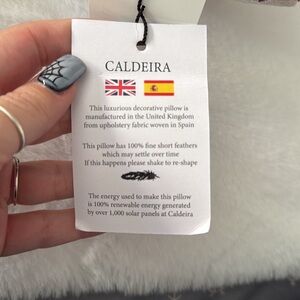 CALDEIRA
This luxurious decorative pillow is
manufactured in the United Kingdom
from upholstery fabric woven in Spain
This pillow has 100% fine short feathers
which may settle over time
If this happens please shake to re-shape
The energy used to make this pillow
is 100% renewable energy generated
by over 1,000 solar panels at Caldeira